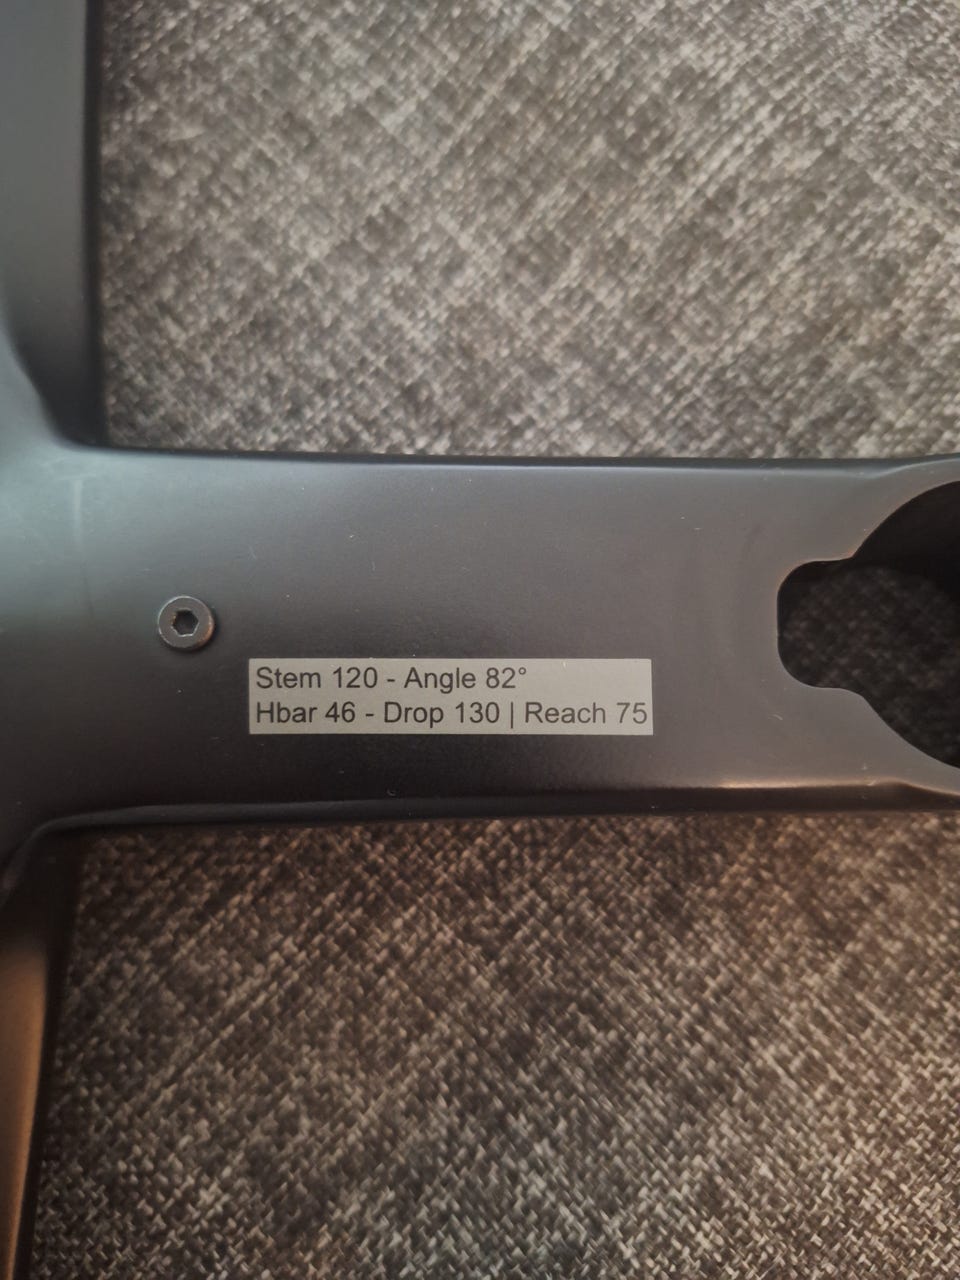 Stem 120 - Angle 82°
Hbar 46 - Drop 130 | Reach 75